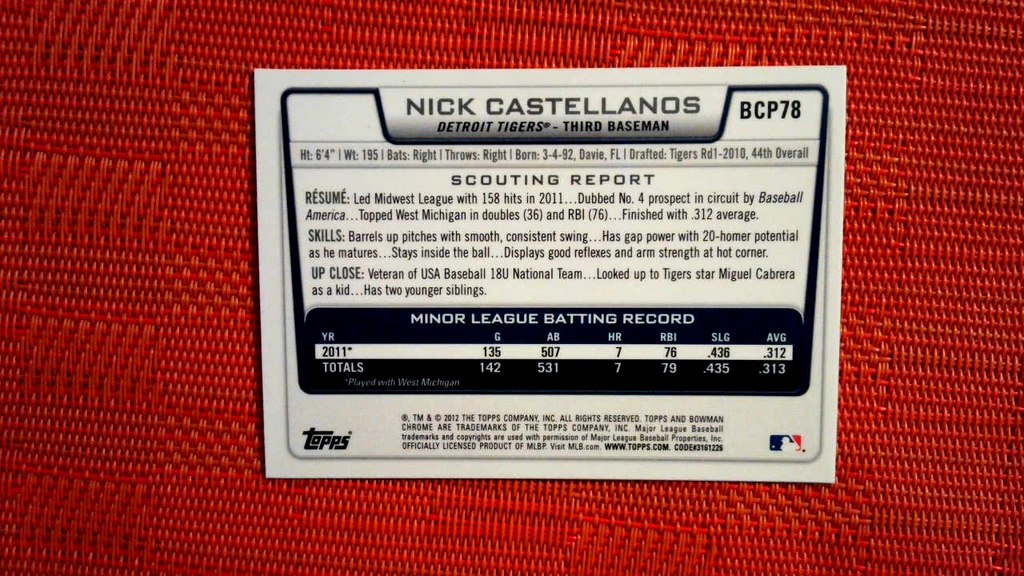 NICK CASTELLANOS
BCP78
DETROIT TIGERS® - THIRD BASEMAN
Ht: 6'4" | Wt: 195 | Bats: Right | Throws: Right | Born: 3-4-92, Davie, FL | Drafted: Tigers Rd1-2010, 44th Overall
SCOUTING REPORT
RÉSUMÉ: Led Midwest League with 158 hits in 2011...Dubbed No. 4 prospect in circuit by Baseball
America...Topped West Michigan in doubles (36) and RBI (76)...Finished with .312 average.
SKILLS: Barrels up pitches with smooth, consistent swing...Has gap power with 20-homer potential
as he matures...Stays inside the ball...Displays good reflexes and arm strength at hot corner.
UP CLOSE: Veteran of USA Baseball 18U National Team...Looked up to Tigers star Miguel Cabrera
as a kid...Has two younger siblings.
MINOR LEAGUE BATTING RECORD
YR G AB HR RBI SLG AVG
2011* 135 507 7 76 .436 .312
TOTALS 142 531 7 79 .435 .313
*Played with West Michigan
®, TM & © 2012 THE TOPPS COMPANY, INC. ALL RIGHTS RESERVED. TOPPS AND BOWMAN
CHROME ARE TRADEMARKS OF THE TOPPS COMPANY, INC. Major League Baseball
trademarks and copyrights are used with permission of Major League Baseball Properties, Inc.
OFFICIALLY LICENSED PRODUCT OF MLBP. Visit MLB.com. WWW.TOPPS.COM. CODE#3161226
Topps®